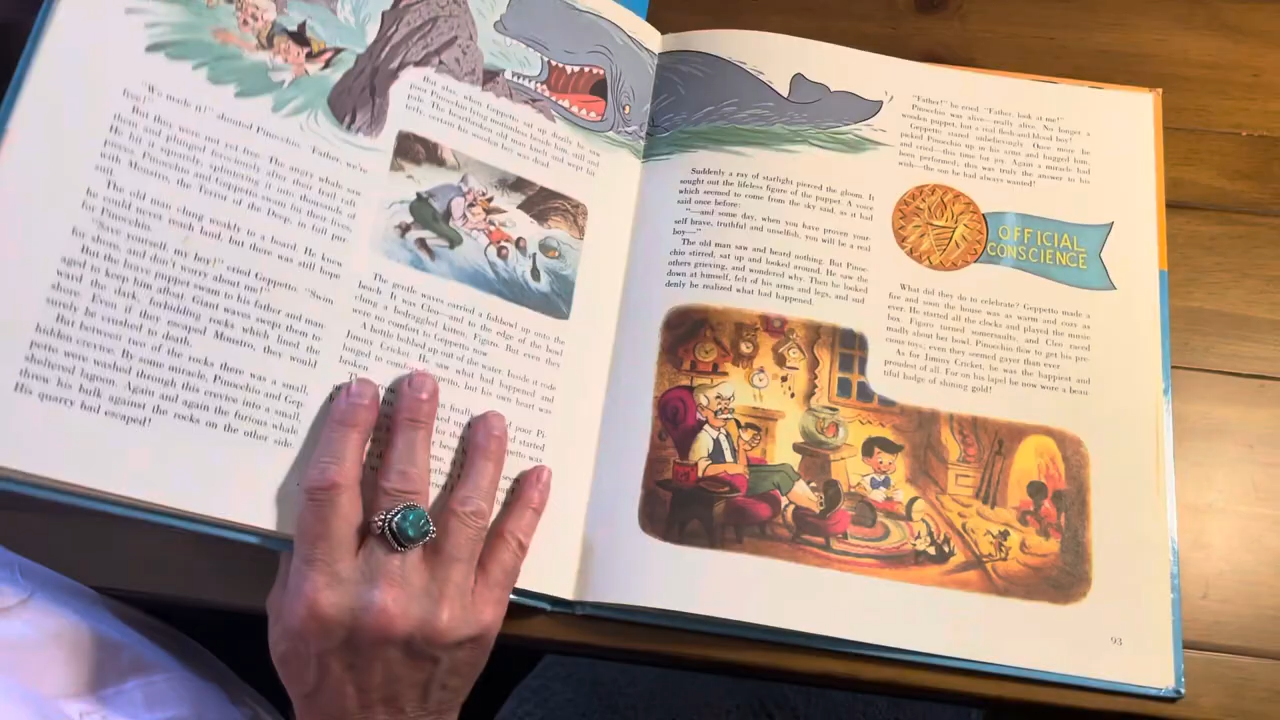 "We made it!" shouted Pinocchio. "Father, we're
free!"
But they were not yet free. The angry whale saw
them and plunged ferociously after their frail raft.
He hit it squarely, splintering it into thousands of
Pinocchio and Geppetto swam for their lives,
with Monstro, the Terror of the Deep, in full pur-
suit.
The old man clung weakly to a board. He knew
he could never reach land, but there was still hope
for Pinocchio.
"Save yourself, my boy!" cried Geppetto. "Swim
for shore, and don't worry about me!"
But the brave puppet swam to his father and man-
aged to keep him afloat. Giant waves swept them to-
ward the dark, forbidding rocks which lined the
shore. Even if they escaped Monstro, they would
surely be crushed to death.
But between two of the rocks there was a small,
hidden crevice. By some miracle, Pinocchio and Gep-
petto were washed through this crevice into a small,
sheltered lagoon. Again and again the furious whale
threw his bulk against the rocks on the other side.
His quarry had escaped!
But alas, when Geppetto sat up dizzily he saw
poor Pinocchio lying motionless beside him, still and
pale. The heartbroken old man knelt and wept bit-
terly, certain his wooden boy was dead.
The gentle waves carried a fishbowl up onto the
beach. It was Cleo—and to the edge of the bowl
clung a bedraggled kitten, Figaro. But even they
were no comfort to Geppetto now.
A bottle bobbed up out of the water. Inside it rode
Jiminy Cricket. He saw what had happened and
longed to comfort Geppetto, but his own heart was
finally
poor Pi-
started
was
Suddenly a ray of starlight pierced the gloom. It
sought out the lifeless figure of the puppet. A voice
which seemed to come from the sky said, as it had
said once before:
"—and some day, when you have proven your-
self brave, truthful and unselfish, you will be a real
boy—"
The old man saw and heard nothing. But Pinoc-
chio stirred, sat up and looked around. He saw the
others grieving, and wondered why. Then he looked
down at himself, felt of his arms and legs, and sud-
denly he realized what had happened.
"Father!" he cried. "Father, look at me!"
Pinocchio was alive—really alive. No longer a
wooden puppet, but a real flesh-and-blood boy!
Geppetto stared unbelievingly. Once more he
picked Pinocchio up in his arms and hugged him,
and cried—this time for joy. Again a miracle had
been performed; this was truly the answer to his
wish—the son he had always wanted!
OFFICIAL
CONSCIENCE
What did they do to celebrate? Geppetto made a
fire and soon the house was as warm and cozy as
ever. He started all the clocks and played the music
box. Figaro turned somersaults, and Cleo raced
madly about her bowl. Pinocchio flew to get his pre-
cious toys, even they seemed gayer than ever
As for Jiminy Cricket, he was the happiest and
proudest of all. For on his lapel he now wore a beau-
tiful badge of shining gold!
93